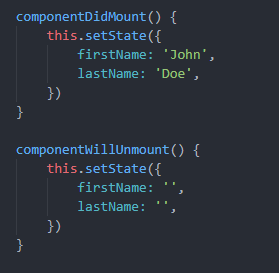 componentDidMount() {
    this.setState({
        firstName: 'John',
        lastName: 'Doe',
    })
}

componentWillUnmount() {
    this.setState({
        firstName: '',
        lastName: '',
    })
}